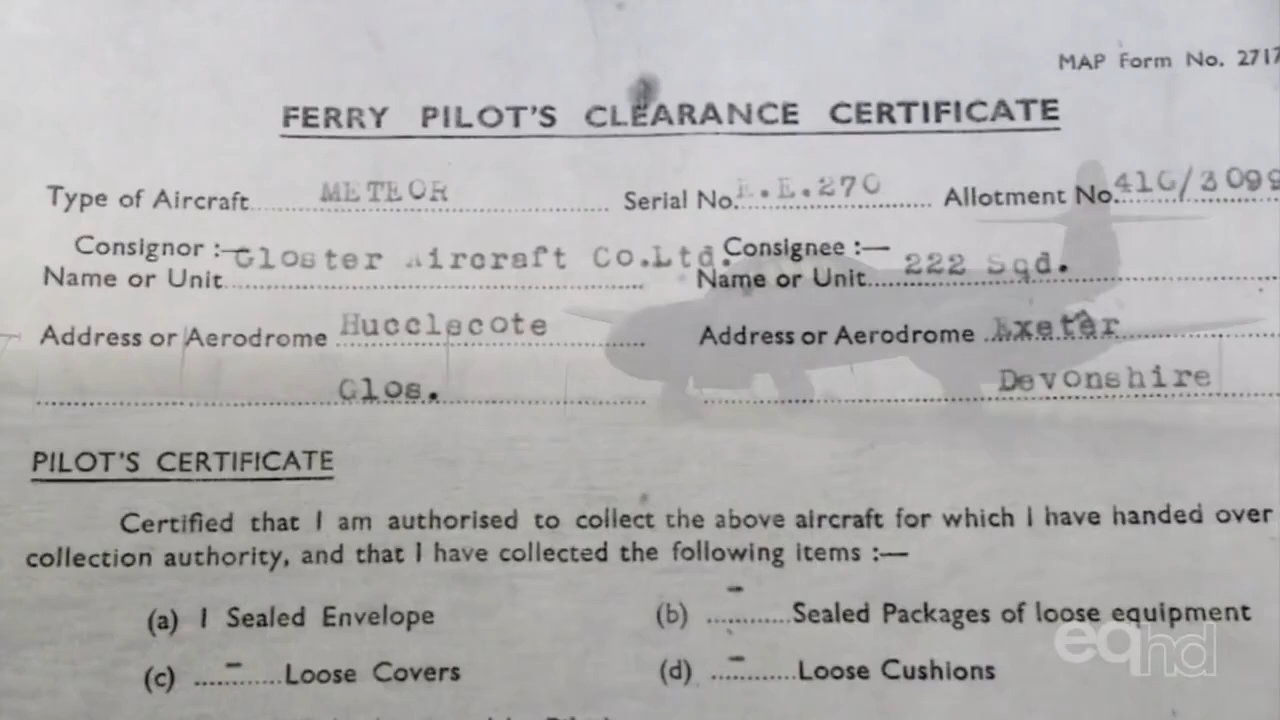 MAP Form No. 2717
FERRY PILOT'S CLEARANCE CERTIFICATE
Type of Aircraft METEOR Serial No. E.E.270 Allotment No. 41G/3099
Consignor :— Gloster Aircraft Co.Ltd. Consignee :— 222 Sqd.
Name or Unit Name or Unit
Address or Aerodrome Hucclecote Address or Aerodrome Exeter
Glos. Devonshire
PILOT'S CERTIFICATE
Certified that I am authorised to collect the above aircraft for which I have handed over
collection authority, and that I have collected the following items :—
(a) 1 Sealed Envelope (b) - Sealed Packages of loose equipment
(c) - Loose Covers (d) - Loose Cushions
eqhd